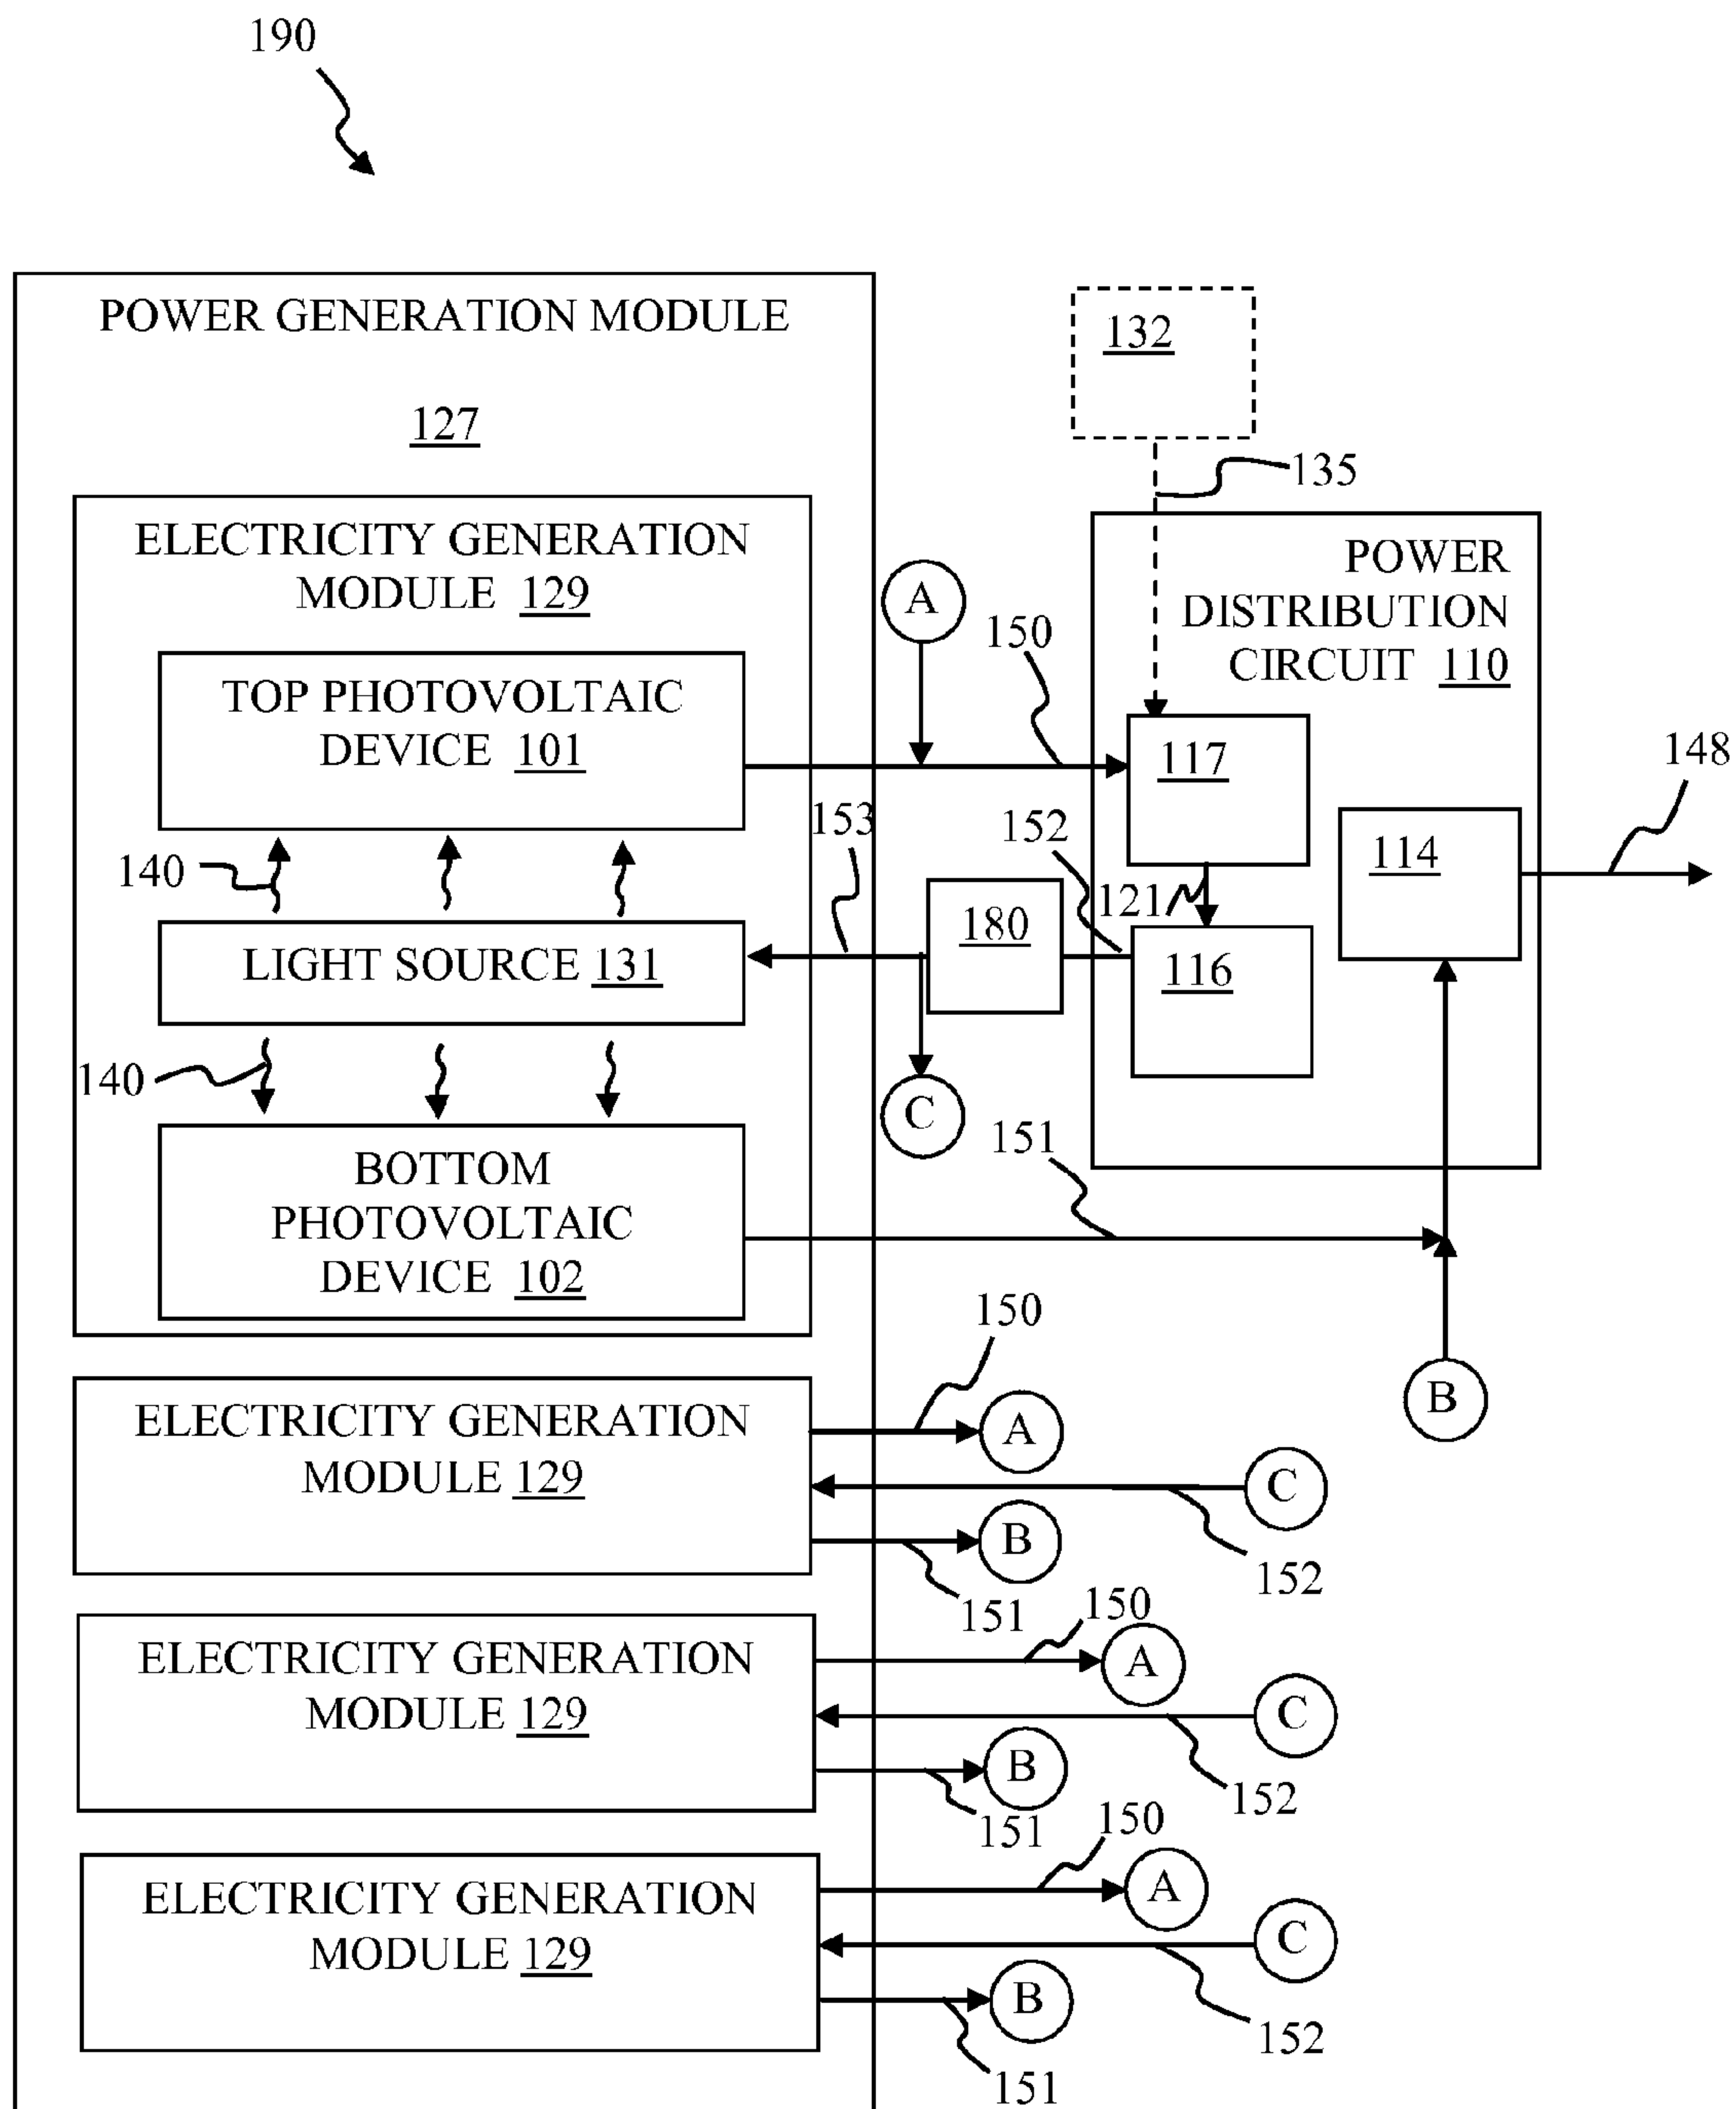 190
POWER GENERATION MODULE
127
132
135
ELECTRICITY GENERATION
MODULE 129
POWER
DISTRIBUTION
CIRCUIT 110
A
150
TOP PHOTOVOLTAIC
DEVICE 101
117
148
153
152
114
140
121
180
LIGHT SOURCE 131
116
140
C
151
BOTTOM
PHOTOVOLTAIC
DEVICE 102
150
B
ELECTRICITY GENERATION
MODULE 129
A
C
B
152
151
150
ELECTRICITY GENERATION
MODULE 129
A
C
B
152
151
150
ELECTRICITY GENERATION
MODULE 129
A
C
B
152
151